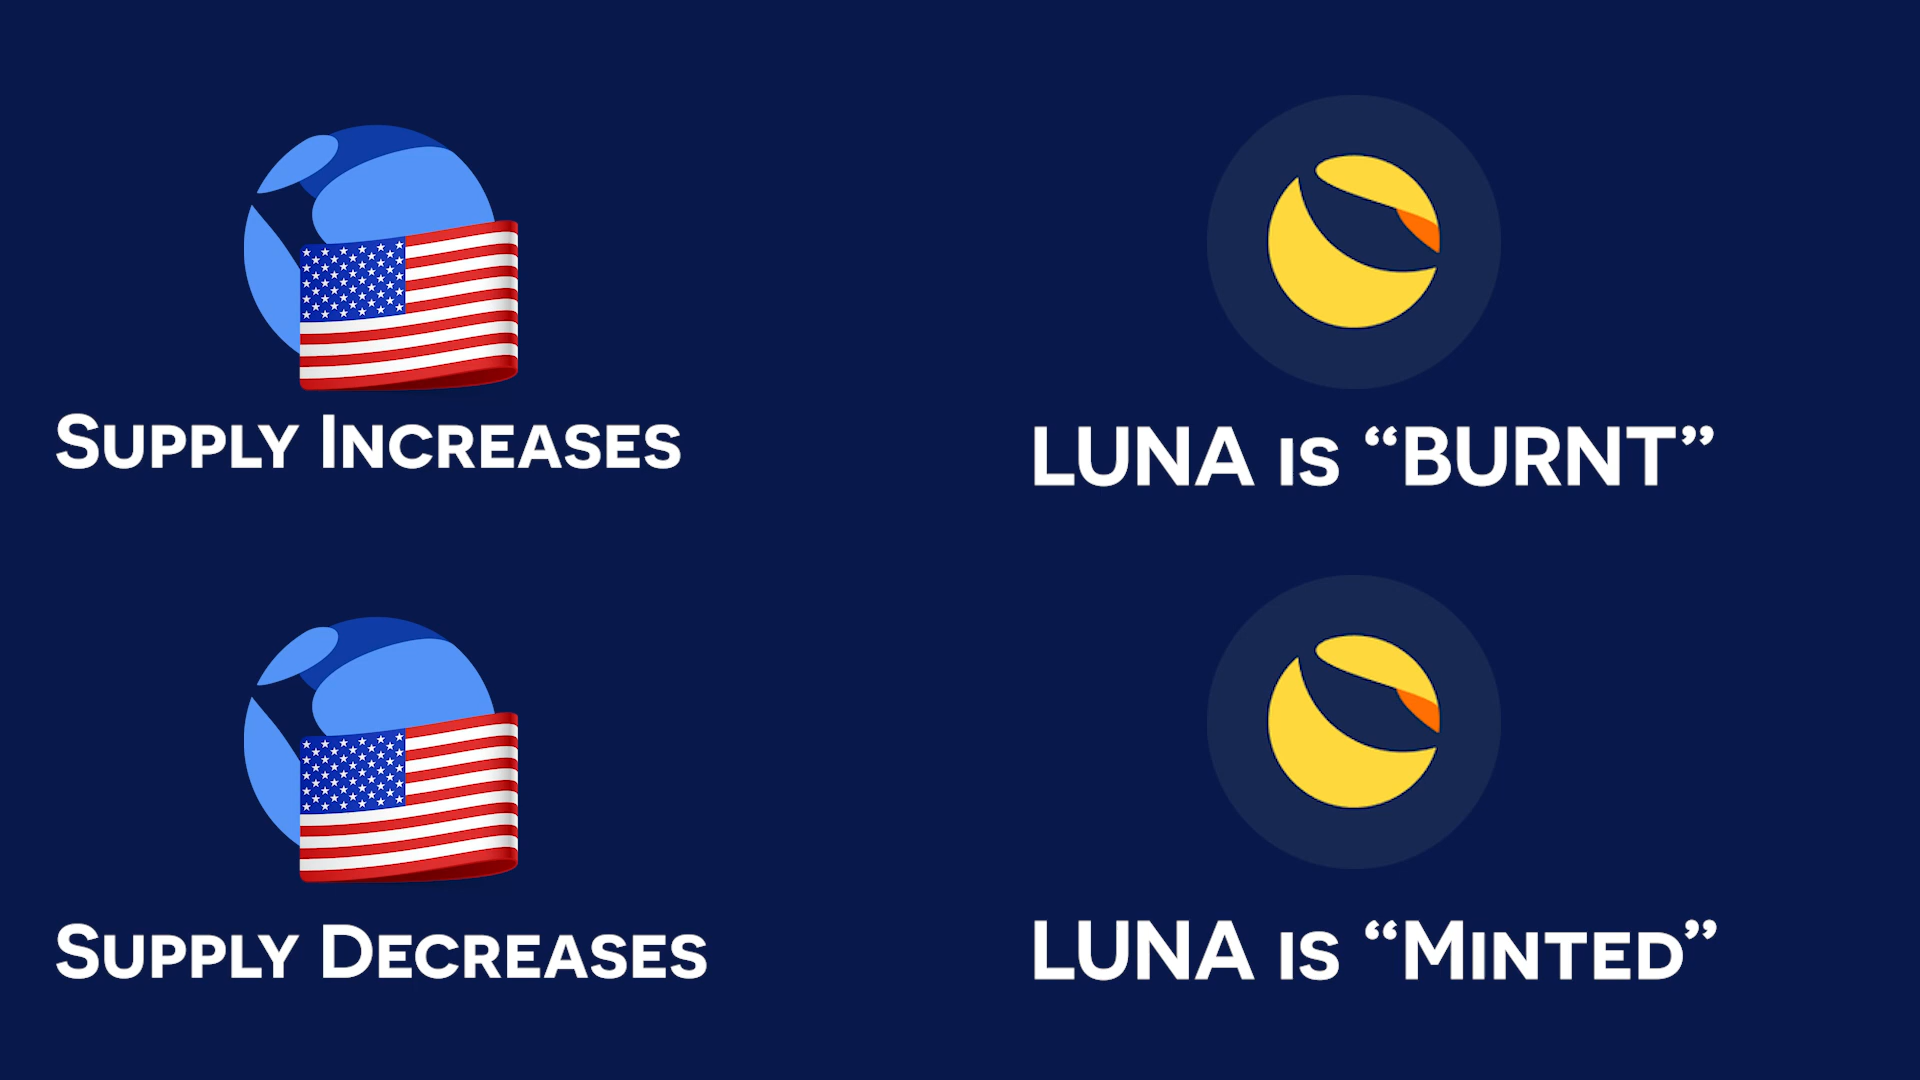 Supply Increases
LUNA is “BURNT”
Supply Decreases
LUNA is “Minted”